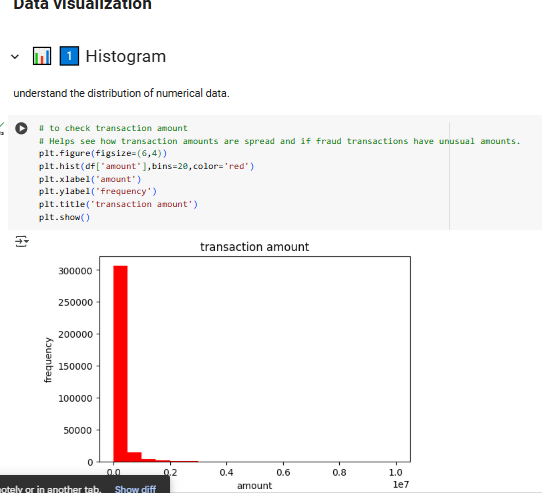 Data Visualization
1 Histogram
understand the distribution of numerical data.
# to check transaction amount
# Helps see how transaction amounts are spread and if fraud transactions have unusual amounts.
plt.figure(figsize=(6,4))
plt.hist(df['amount'],bins=20,color='red')
plt.xlabel('amount')
plt.ylabel('frequency')
plt.title('transaction amount')
plt.show()
transaction amount
300000
250000
200000
150000
100000
50000
0
frequency
0.0 0.2 0.4 0.6 0.8 1.0
1e7
amount
or in another tab. Show diff